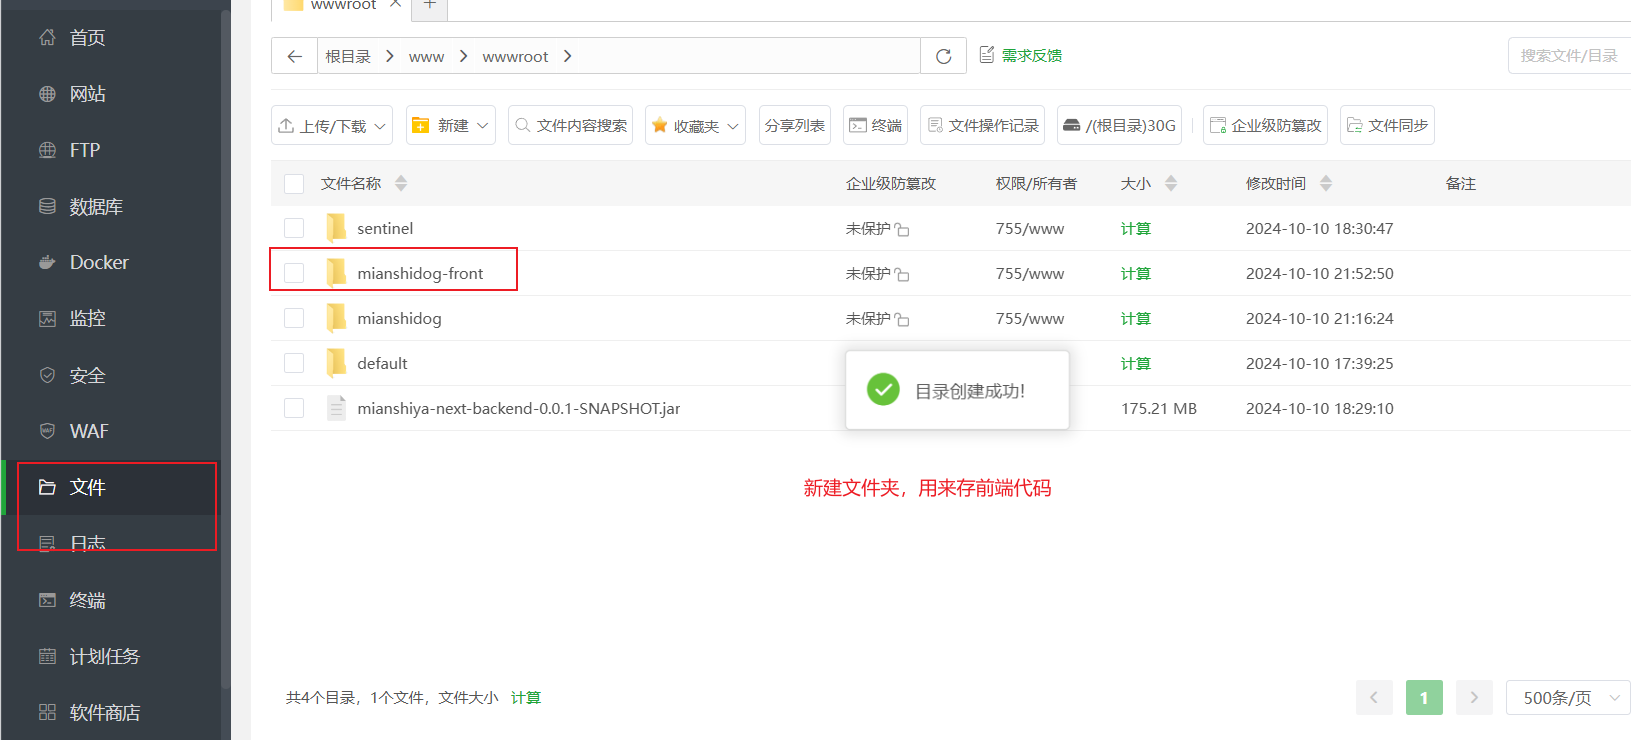 wwwroot
首页
网站
FTP
数据库
Docker
监控
安全
WAF
文件
日志
终端
计划任务
软件商店
根目录 www wwwroot
需求反馈
搜索文件/目录
上传/下载 新建 文件内容搜索 收藏夹 分享列表 终端 文件操作记录 /(根目录)30G 企业级防篡改 文件同步
文件名称 企业级防篡改 权限/所有者 大小 修改时间 备注
sentinel 未保护 755/www 计算 2024-10-10 18:30:47
mianshidog-front 未保护 755/www 计算 2024-10-10 21:52:50
mianshidog 未保护 755/www 计算 2024-10-10 21:16:24
default 计算 2024-10-10 17:39:25
目录创建成功!
mianshiya-next-backend-0.0.1-SNAPSHOT.jar 175.21 MB 2024-10-10 18:29:10
新建文件夹，用来存前端代码
共4个目录，1个文件，文件大小 计算
1
500条/页